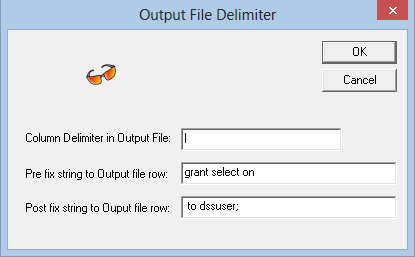 Output File Delimiter
OK
Cancel
Column Delimiter in Output File:
Pre fix string to Output file row: grant select on
Post fix string to Ouput file row: to dssuser;